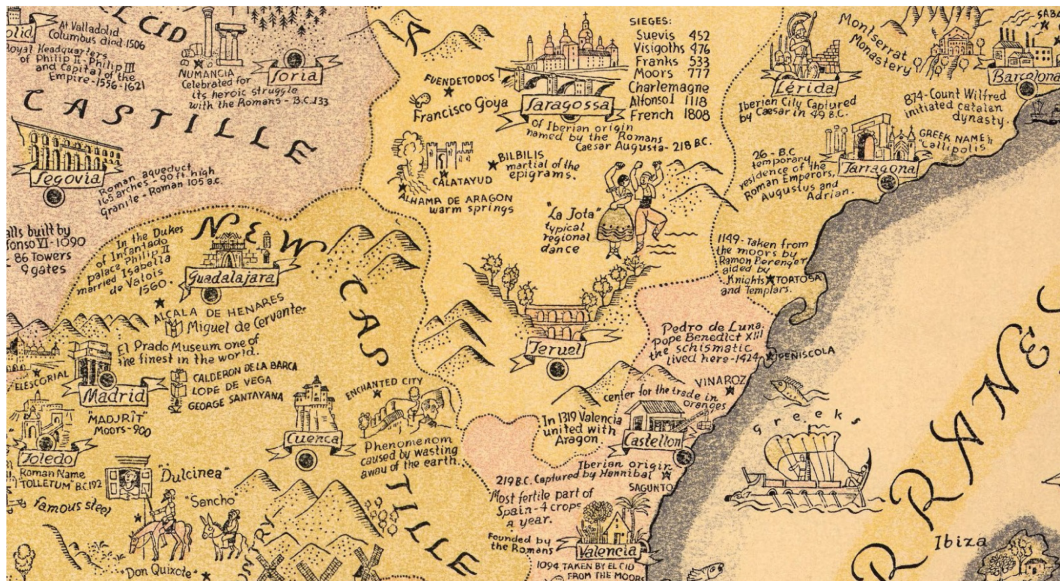 EL CID
At Valladolid
Columbus died 1506
Royal Headquarters
of Philip II-Philip III
and Capital of the
Empire-1556-1621
NUMANCIA
Celebrated for
its heroic struggle
with the Romans-B.C.133
Soria
CASTILLE
Segovia
Roman aqueduct
165 arches-90 ft high
Granite-Roman 105 B.C.
86 Towers
9 gates
A
FUENDETODOS
Francisco Goya
Saragossa
of Iberian origin
named by the Romans
Caesar Augusta-218 B.C.
SIEGES:
Suevis 452
Visigoths 476
Franks 533
Moors 777
Charlemagne
Alfonso I 1118
French 1808
BILBILIS
martial of the
epigrams.
CALATAYUD
ALHAMA DE ARAGON
warm springs
"La Jota"
typical
regional
dance
Lérida
Iberian City Captured
by Caesar in 49 B.C.
Montserrat
Monastery
Barcelona
874-Count Wilfred
initiated catalan
dynasty.
GREEK NAME
Callipolis
Tarragona
26-B.C
temporary
residence of the
Roman Emperors,
Augustus and
Adrian.
1149-Taken from
the moors by
Ramon Berenger
aided by
Knights
and Templars.
TORTOSA
NEW CASTILLE
In the Dukes
of Infantado
palace Philip II
married Isabella
de Valois
1560.
Guadalajara
ALCALA DE HENARES
Miguel de Cervantes
El Prado Museum one of
the finest in the world.
ELESCORIAL
Madrid
"MADJRIT"
Moors-900
CALDERON DE LA BARCA
LOPE DE VEGA
GEORGE SANTAYANA
Cuenca
ENCHANTED CITY
Phenomenom
caused by wasting
away of the earth.
Teruel
Pedro de Luna.
Pope Benedict XIII
the schismatic
lived here-1424
PEÑISCOLA
VINAROZ
center for the trade in
oranges
In 1319 Valencia
united with
Aragon.
Castellon
Iberian origin
219 B.C. Captured by Hennibal
SAGUNTO
Most fertile part of
Spain-4 crops
a year.
Founded by
the Romans
Valencia
1094 TAKEN BY EL CID
FROM THE MOORS
Toledo
Roman Name
"TOLLETUM" B.C.192
Famous steel
"Dulcinea"
"Sancho"
"Don Quixote"
Greeks
RRANE
Ibiza